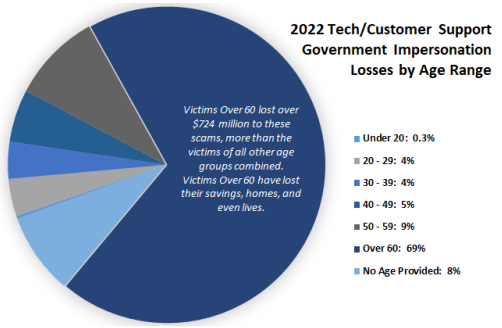 2022 Tech/Customer Support
Government Impersonation
Losses by Age Range
Victims Over 60 lost over
$724 million to these
scams, more than the
victims of all other age
groups combined.
Victims Over 60 have lost
their savings, homes, and
even lives.
Under 20: 0.3%
20 - 29: 4%
30 - 39: 4%
40 - 49: 5%
50 - 59: 9%
Over 60: 69%
No Age Provided: 8%